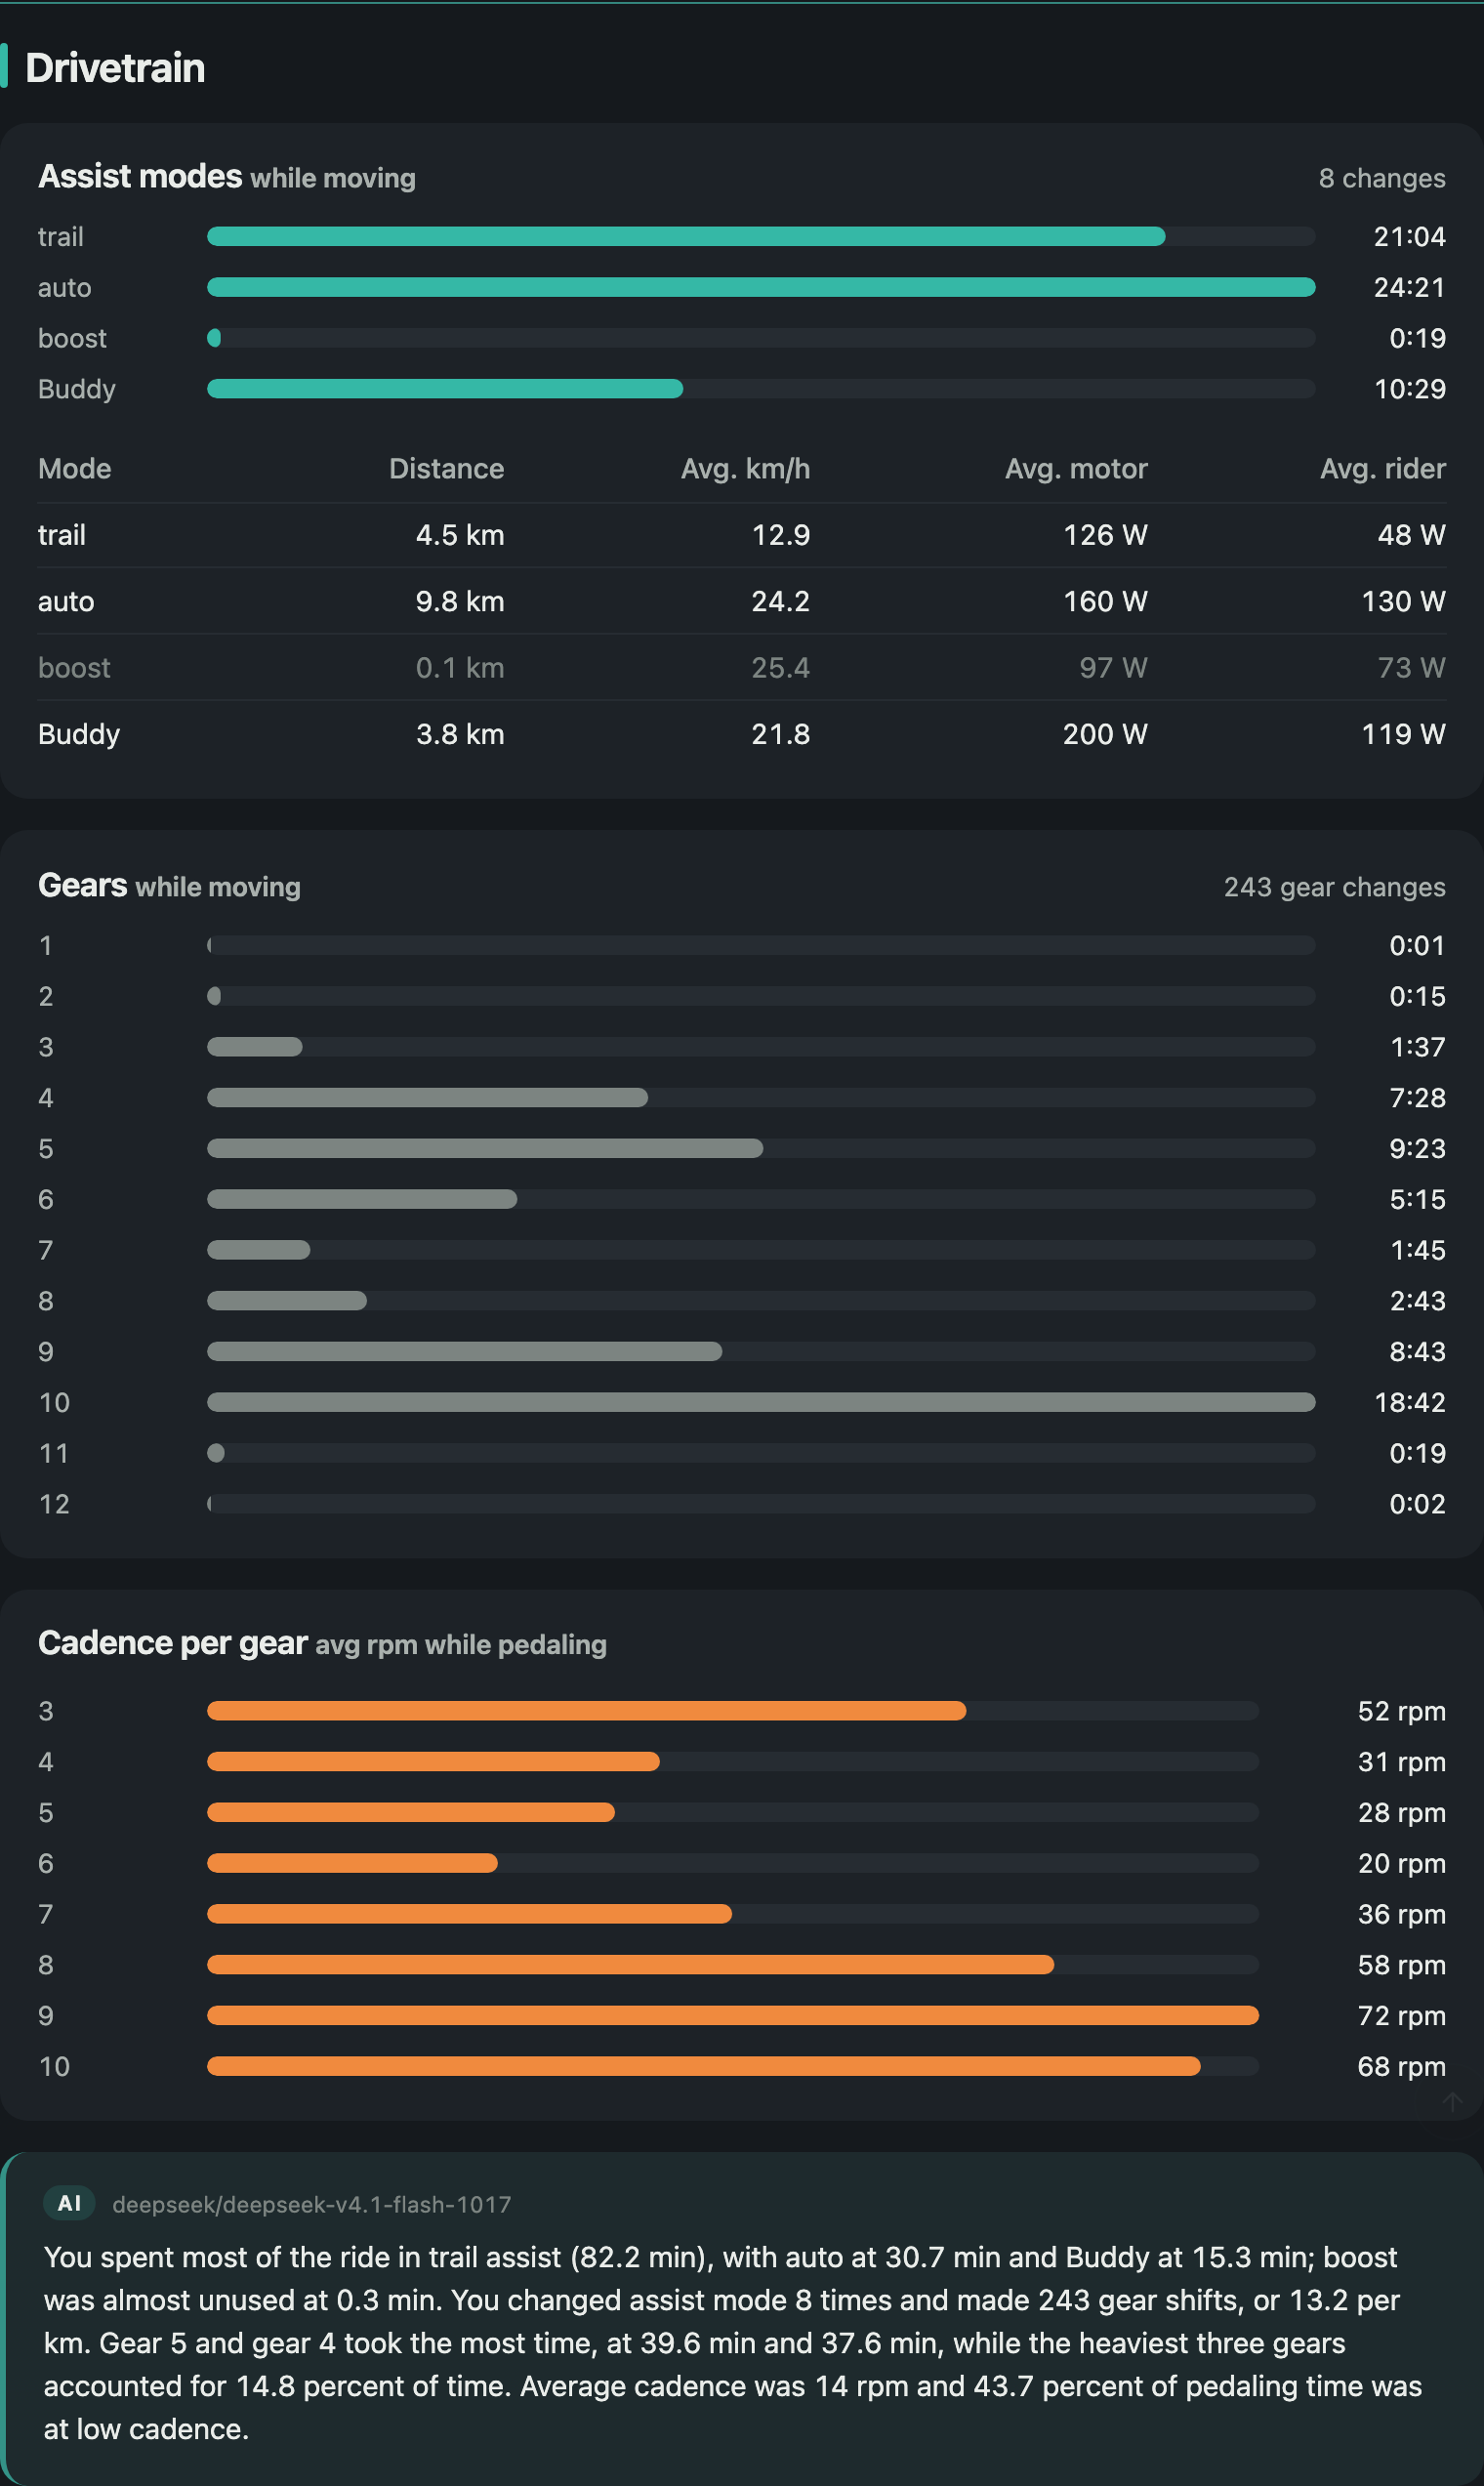 Drivetrain
Assist modes while moving 8 changes
trail 21:04
auto 24:21
boost 0:19
Buddy 10:29
Mode Distance Avg. km/h Avg. motor Avg. rider
trail 4.5 km 12.9 126 W 48 W
auto 9.8 km 24.2 160 W 130 W
boost 0.1 km 25.4 97 W 73 W
Buddy 3.8 km 21.8 200 W 119 W
Gears while moving 243 gear changes
1 0:01
2 0:15
3 1:37
4 7:28
5 9:23
6 5:15
7 1:45
8 2:43
9 8:43
10 18:42
11 0:19
12 0:02
Cadence per gear avg rpm while pedaling
3 52 rpm
4 31 rpm
5 28 rpm
6 20 rpm
7 36 rpm
8 58 rpm
9 72 rpm
10 68 rpm
AI deepseek/deepseek-v4.1-flash-1017
You spent most of the ride in trail assist (82.2 min), with auto at 30.7 min and Buddy at 15.3 min; boost
was almost unused at 0.3 min. You changed assist mode 8 times and made 243 gear shifts, or 13.2 per
km. Gear 5 and gear 4 took the most time, at 39.6 min and 37.6 min, while the heaviest three gears
accounted for 14.8 percent of time. Average cadence was 14 rpm and 43.7 percent of pedaling time was
at low cadence.